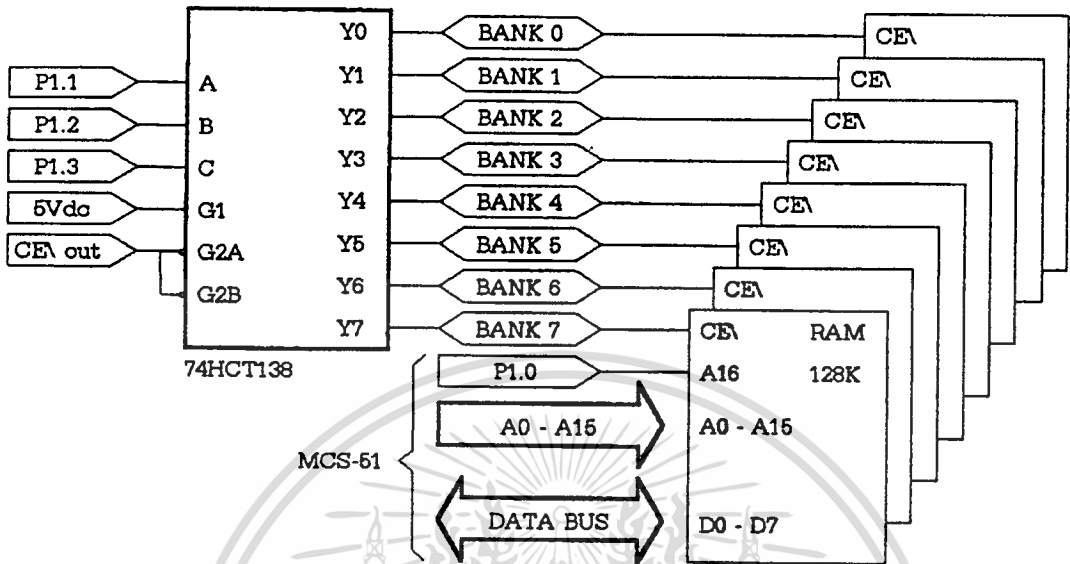 Y0 BANK 0 CE\
P1.1 A Y1 BANK 1 CE\
P1.2 B Y2 BANK 2 CE\
P1.3 C Y3 BANK 3 CE\
5Vdc G1 Y4 BANK 4 CE\
CE\ out G2A Y5 BANK 5 CE\
G2B Y6 BANK 6 CE\
Y7 BANK 7 CE\ RAM
74HCT138 P1.0 A16 128K
A0 - A15 A0 - A15
MCS-51
DATA BUS D0 - D7